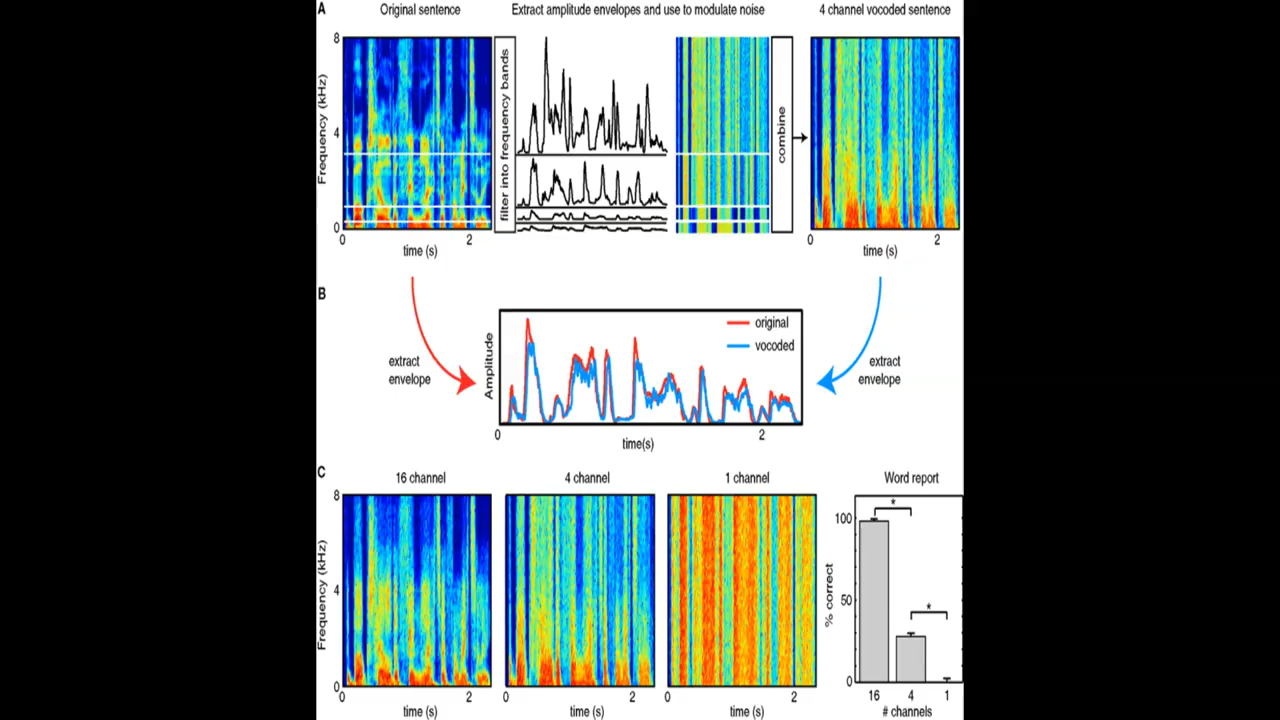 A
Original sentence
Extract amplitude envelopes and use to modulate noise
4 channel vocoded sentence
8
4
0
Frequency (kHz)
0
2
time (s)
filter into frequency bands
combine
0
2
time (s)
B
extract
envelope
Amplitude
original
vocoded
0
2
time(s)
extract
envelope
C
16 channel
4 channel
1 channel
Word report
8
4
0
Frequency (kHz)
0
2
time (s)
0
2
time (s)
0
2
time (s)
% correct
100
50
0
*
*
16
4
1
# channels